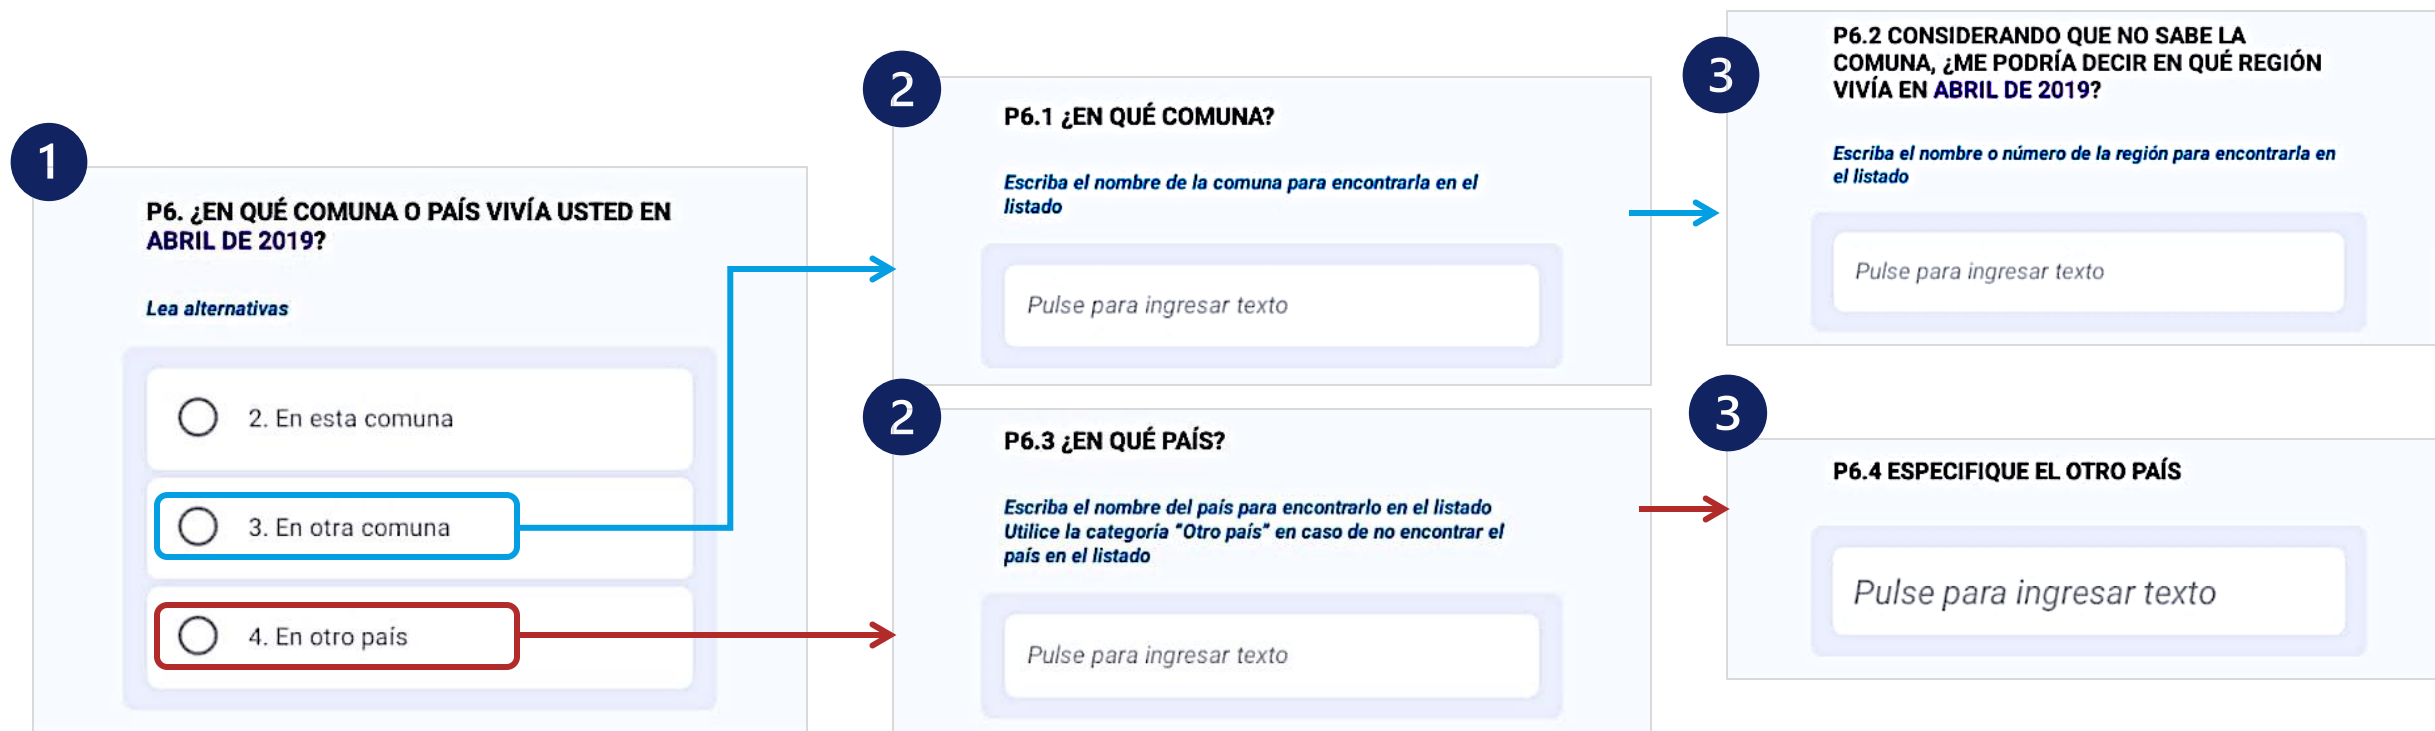 1
P6. ¿EN QUÉ COMUNA O PAÍS VIVÍA USTED EN
ABRIL DE 2019?
Lea alternativas
2. En esta comuna
3. En otra comuna
4. En otro país
2
P6.1 ¿EN QUÉ COMUNA?
Escriba el nombre de la comuna para encontrarla en el
listado
Pulse para ingresar texto
2
P6.3 ¿EN QUÉ PAÍS?
Escriba el nombre del país para encontrarlo en el listado
Utilice la categoría "Otro país" en caso de no encontrar el
país en el listado
Pulse para ingresar texto
3
P6.2 CONSIDERANDO QUE NO SABE LA
COMUNA, ¿ME PODRÍA DECIR EN QUÉ REGIÓN
VIVÍA EN ABRIL DE 2019?
Escriba el nombre o número de la región para encontrarla en
el listado
Pulse para ingresar texto
3
P6.4 ESPECIFIQUE EL OTRO PAÍS
Pulse para ingresar texto